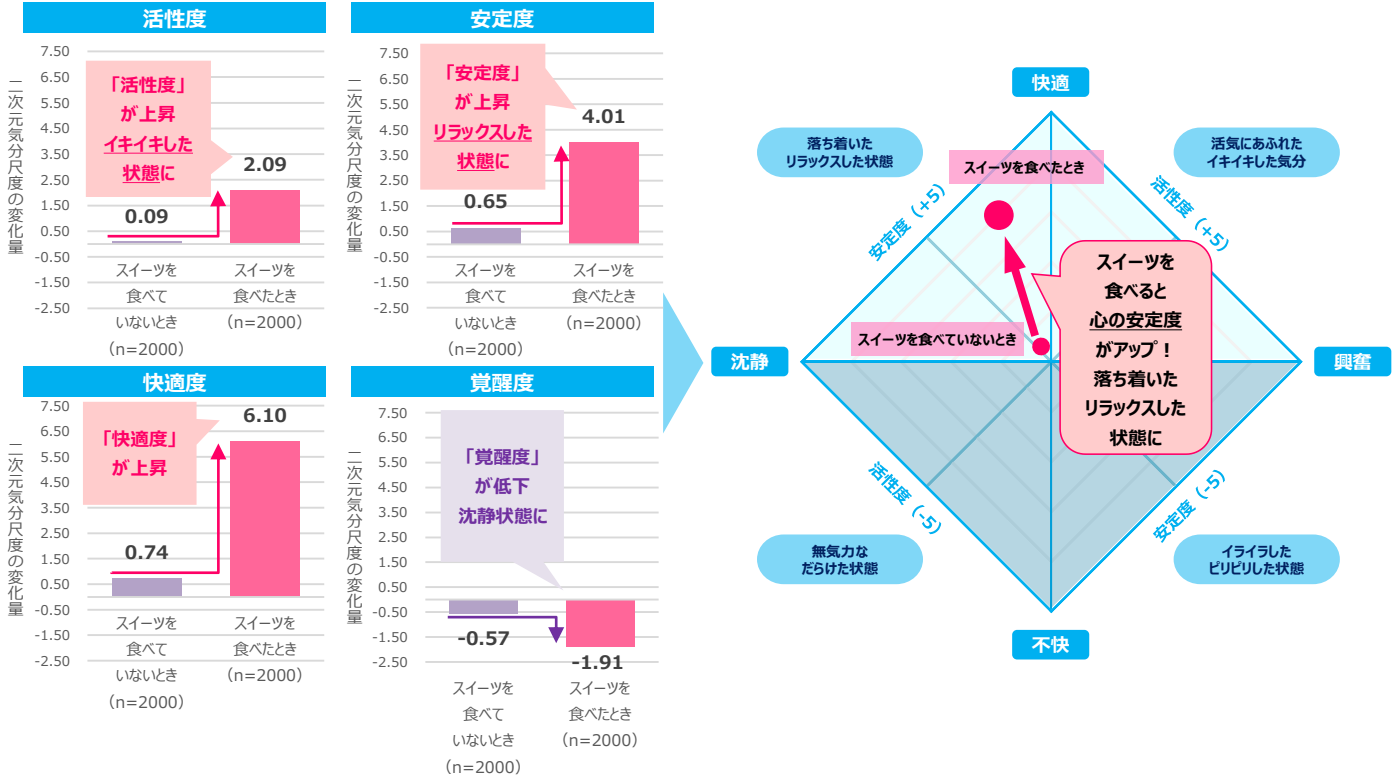 活性度
7.50
6.50
5.50
4.50
3.50
2.50
1.50
0.50
-0.50
-1.50
-2.50
二次元気分尺度の変化量
「活性度」
が上昇
イキイキした
状態に
0.09
2.09
スイーツを
食べて
いないとき
（n=2000）
スイーツを
食べたとき
（n=2000）
安定度
7.50
6.50
5.50
4.50
3.50
2.50
1.50
0.50
-0.50
-1.50
-2.50
二次元気分尺度の変化量
「安定度」
が上昇
リラックスした
状態に
0.65
4.01
スイーツを
食べて
いないとき
（n=2000）
スイーツを
食べたとき
（n=2000）
快適度
7.50
6.50
5.50
4.50
3.50
2.50
1.50
0.50
-0.50
-1.50
-2.50
二次元気分尺度の変化量
「快適度」
が上昇
0.74
6.10
スイーツを
食べて
いないとき
（n=2000）
スイーツを
食べたとき
（n=2000）
覚醒度
7.50
6.50
5.50
4.50
3.50
2.50
1.50
0.50
-0.50
-1.50
-2.50
二次元気分尺度の変化量
「覚醒度」
が低下
沈静状態に
-0.57
-1.91
スイーツを
食べて
いないとき
（n=2000）
スイーツを
食べたとき
（n=2000）
快適
落ち着いた
リラックスした状態
活気にあふれた
イキイキした気分
スイーツを食べたとき
安定度（+5）
活性度（+5）
スイーツを
食べると
心の安定度
がアップ！
落ち着いた
リラックスした
状態に
スイーツを食べていないとき
沈静
興奮
活性度（-5）
安定度（-5）
無気力な
だらけた状態
イライラした
ピリピリした状態
不快